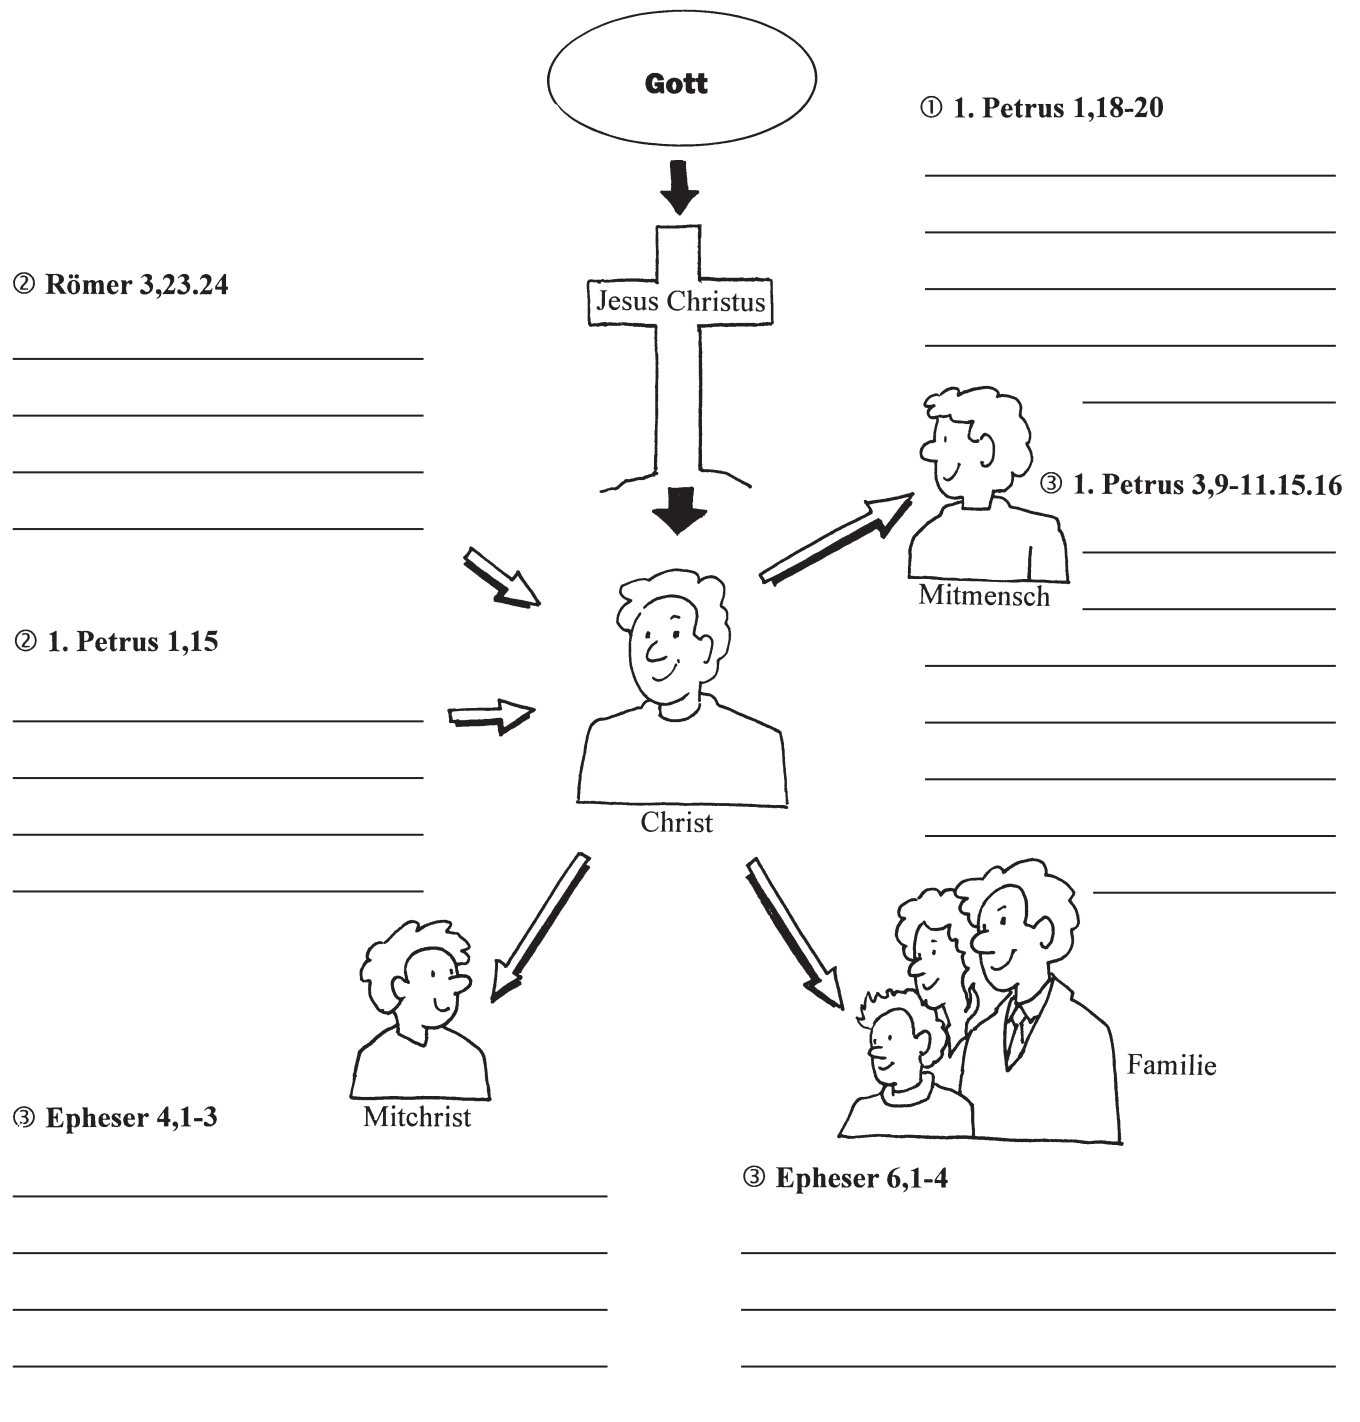 Gott
① 1. Petrus 1,18-20
② Römer 3,23.24
Jesus Christus
③ 1. Petrus 3,9-11.15.16
Mitmensch
② 1. Petrus 1,15
Christ
Familie
③ Epheser 4,1-3
Mitchrist
③ Epheser 6,1-4